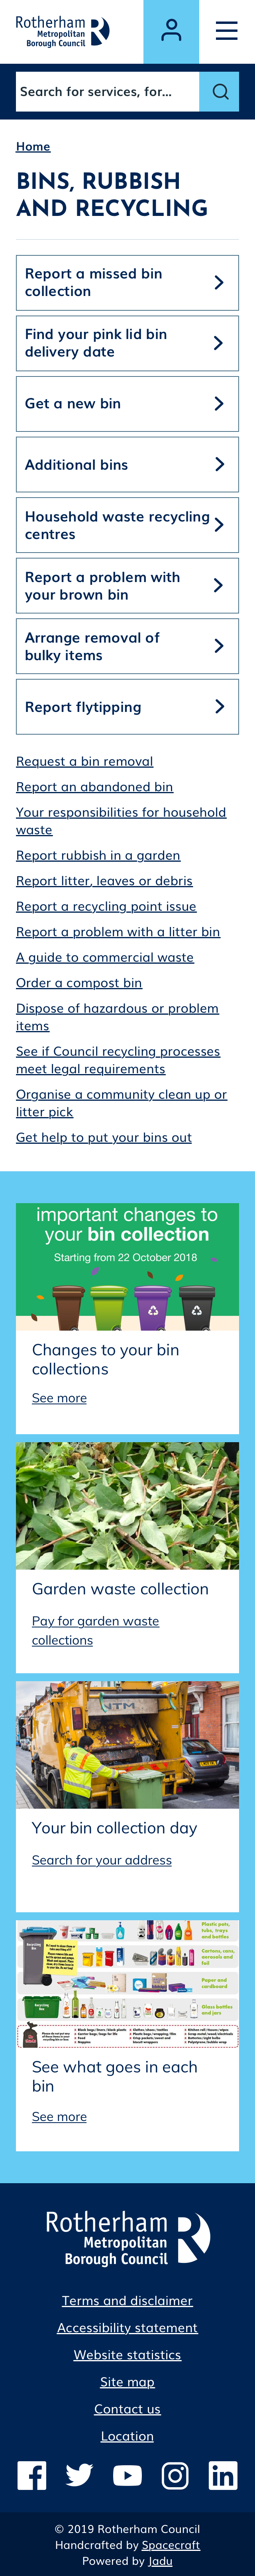 Rotherham
Metropolitan
Borough Council
Search for services, for...
Home
BINS, RUBBISH
AND RECYCLING
Report a missed bin
collection
Find your pink lid bin
delivery date
Get a new bin
Additional bins
Household waste recycling
centres
Report a problem with
your brown bin
Arrange removal of
bulky items
Report flytipping
Request a bin removal
Report an abandoned bin
Your responsibilities for household
waste
Report rubbish in a garden
Report litter, leaves or debris
Report a recycling point issue
Report a problem with a litter bin
A guide to commercial waste
Order a compost bin
Dispose of hazardous or problem
items
See if Council recycling processes
meet legal requirements
Organise a community clean up or
litter pick
Get help to put your bins out
important changes to
your bin collection
Starting from 22 October 2018
Changes to your bin
collections
See more
Garden waste collection
Pay for garden waste
collections
NTM
Your bin collection day
Search for your address
Plastic pots,
tubs, trays
and bottles
Cartons, cans,
aerosols and
foil
Paper and
cardboard
Glass bottles
and jars
See what goes in each
bin
See more
Rotherham
Metropolitan
Borough Council
Terms and disclaimer
Accessibility statement
Website statistics
Site map
Contact us
Location
© 2019 Rotherham Council
Handcrafted by Spacecraft
Powered by Jadu